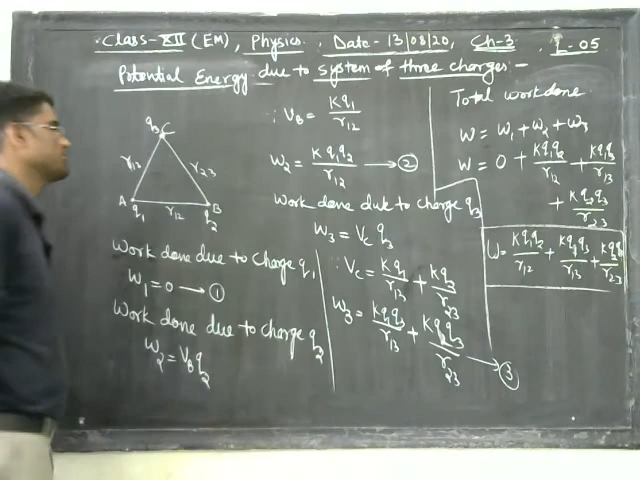 Class-XII (EM), Physics, Date-13/08/20, Ch-3, L-05
Potential Energy due to system of three charges -
q₃ C
r₁₃ r₂₃
A r₁₂ B
q₁ q₂
Work done due to charge q₁
W₁ = 0 → ①
Work done due to charge q₂
W₂ = V_B q₂
∴ V_B = Kq₁/r₁₂
W₂ = Kq₁q₂/r₁₂ → ②
Work done due to charge q₃
W₃ = V_C q₃
∴ V_C = Kq₁/r₁₃ + Kq₃/r₂₃
W₃ = Kq₁q₃/r₁₃ + Kq₂q₃/r₂₃ → ③
Total work done
W = W₁ + W₂ + W₃
W = 0 + Kq₁q₂/r₁₂ + Kq₁q₃/r₁₃
+ Kq₂q₃/r₂₃
U = Kq₁q₂/r₁₂ + Kq₁q₃/r₁₃ + Kq₂q₃/r₂₃